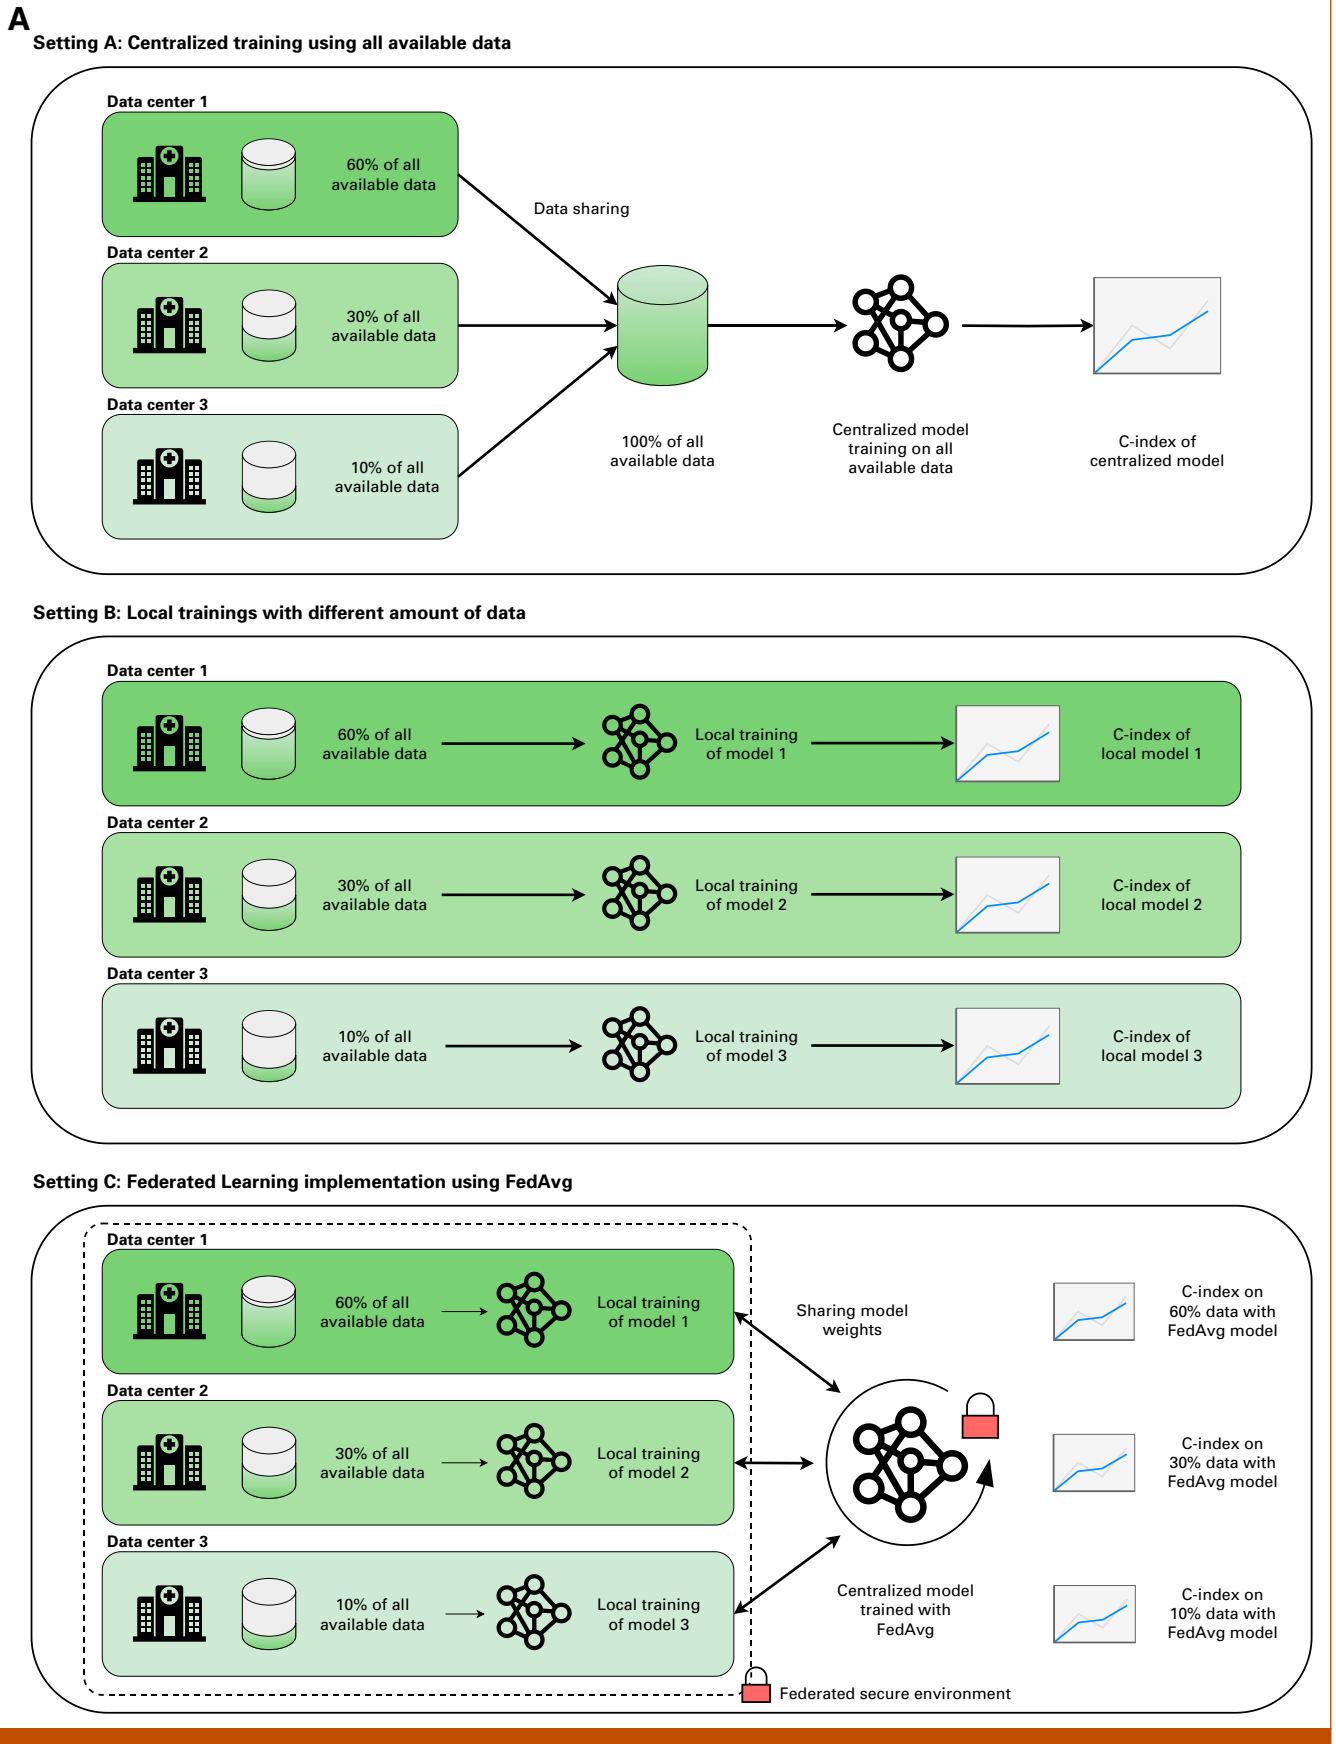 A
Setting A: Centralized training using all available data
Data center 1
60% of all
available data
Data sharing
Data center 2
30% of all
available data
Data center 3
10% of all
available data
100% of all
available data
Centralized model
training on all
available data
C-index of
centralized model
Setting B: Local trainings with different amount of data
Data center 1
60% of all
available data
Local training
of model 1
C-index of
local model 1
Data center 2
30% of all
available data
Local training
of model 2
C-index of
local model 2
Data center 3
10% of all
available data
Local training
of model 3
C-index of
local model 3
Setting C: Federated Learning implementation using FedAvg
Data center 1
60% of all
available data
Local training
of model 1
Sharing model
weights
C-index on
60% data with
FedAvg model
Data center 2
30% of all
available data
Local training
of model 2
C-index on
30% data with
FedAvg model
Data center 3
10% of all
available data
Local training
of model 3
Centralized model
trained with
FedAvg
C-index on
10% data with
FedAvg model
Federated secure environment